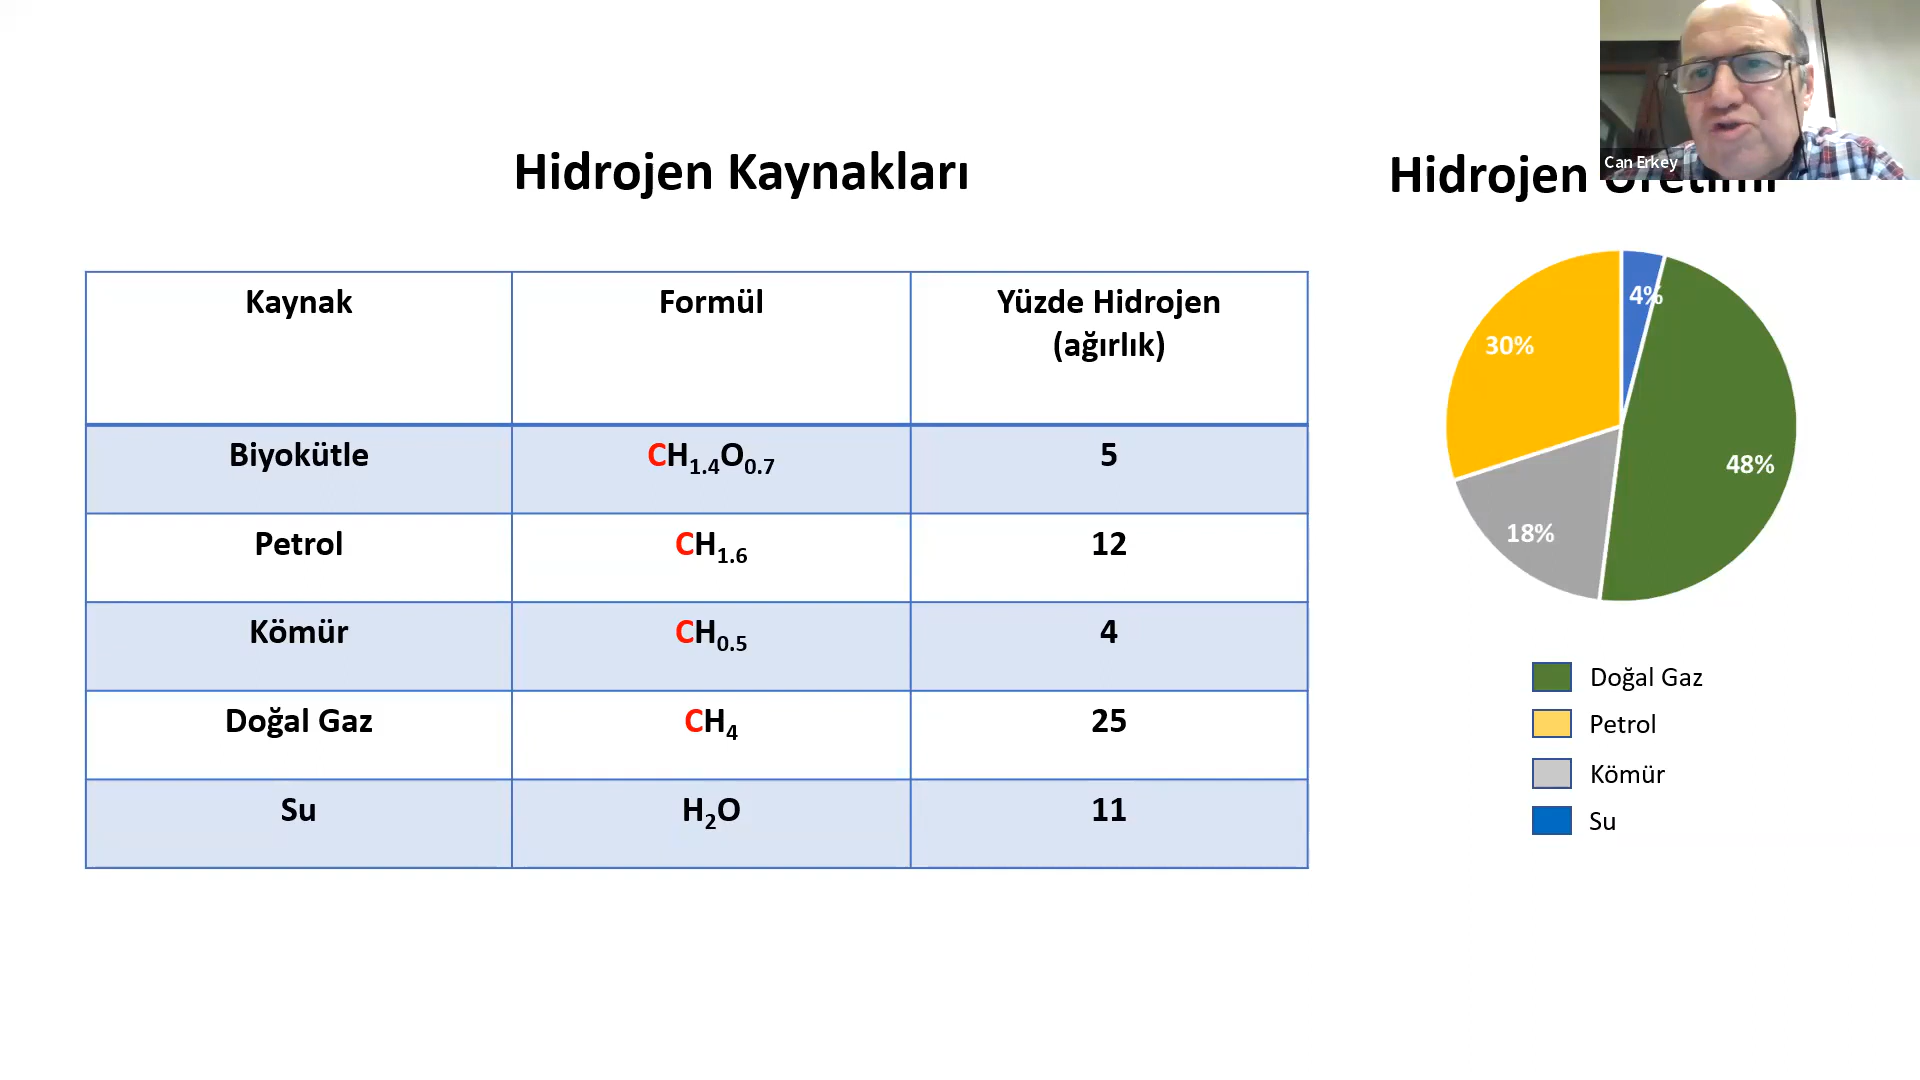 Can Erkey
Hidrojen Kaynakları
Kaynak
Formül
Yüzde Hidrojen
(ağırlık)
Biyokütle
CH1.4O0.7
5
Petrol
CH1.6
12
Kömür
CH0.5
4
Doğal Gaz
CH4
25
Su
H2O
11
Hidrojen
4%
30%
48%
18%
Doğal Gaz
Petrol
Kömür
Su